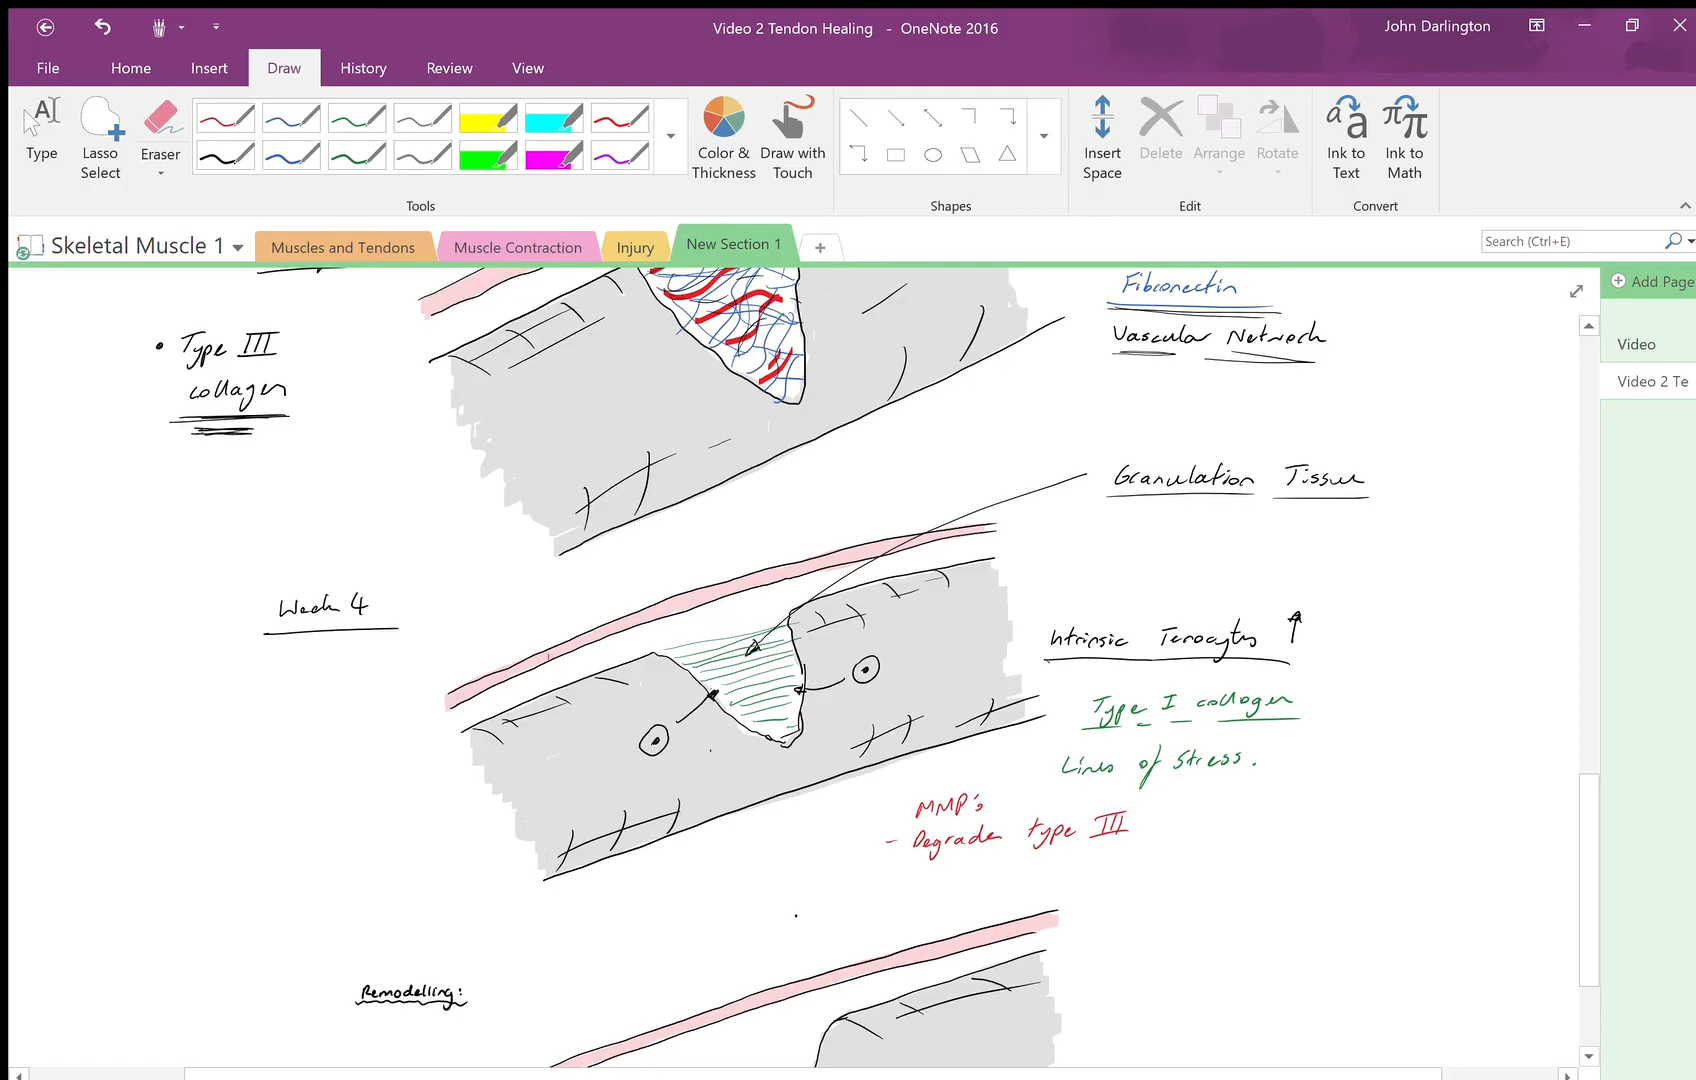 Video 2 Tendon Healing - OneNote 2016
John Darlington
File Home Insert Draw History Review View
Type
Lasso Select
Eraser
Color & Thickness
Draw with Touch
Insert Space
Delete
Arrange
Rotate
Ink to Text
Ink to Math
Tools
Shapes
Edit
Convert
Skeletal Muscle 1
Muscles and Tendons
Muscle Contraction
Injury
New Section 1
Search (Ctrl+E)
Add Page
Video
Video 2 Te
Fibronectin
Vascular Network
• Type III
collagen
Granulation Tissue
Week 4
Intrinsic Tenocytes ↑
Type I collagen
Lines of Stress.
MMP's
- Degrade type III
Remodelling: